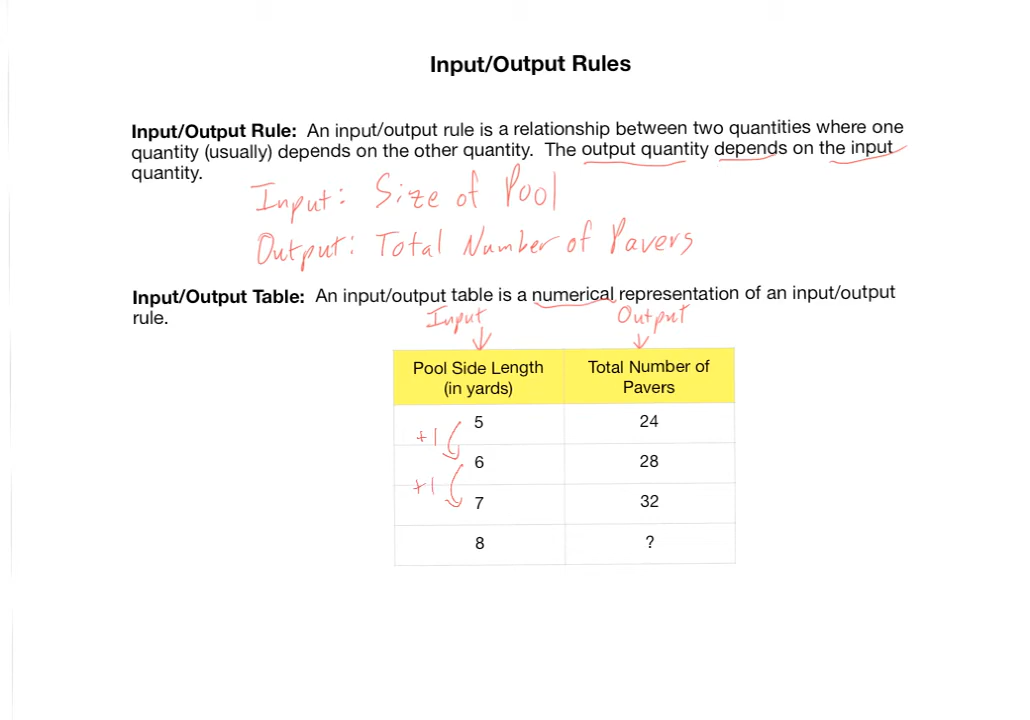 Input/Output Rules
Input/Output Rule: An input/output rule is a relationship between two quantities where one
quantity (usually) depends on the other quantity. The output quantity depends on the input
quantity.
Input: Size of Pool
Output: Total Number of Pavers
Input/Output Table: An input/output table is a numerical representation of an input/output
rule.
Input Output
Pool Side Length Total Number of
(in yards) Pavers
5 24
+1
6 28
+1
7 32
8 ?